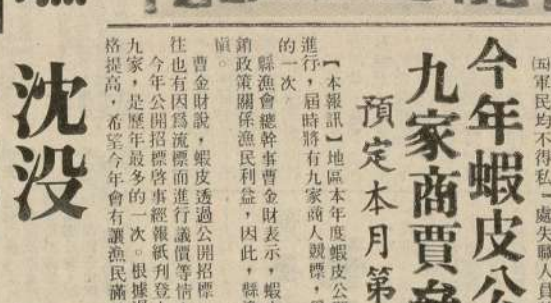 ㈤軍民均不得私
處失職人員
今年蝦皮公
九家商賈
預定本月第
【本報訊】地區本年度蝦皮公
進行，屆時將有九家商人競標，
的一次。
縣漁會總幹事曹金財表示，蝦
銷政策關係漁民利益，因此，縣
慎。
曹金財說，蝦皮透過公開招標
往也有因為流標而進行議價等情
今年公開招標啓事經報紙刋登
九家，是歷年最多的一次。根據
格提高，希望今年會有讓漁民滿
沈没